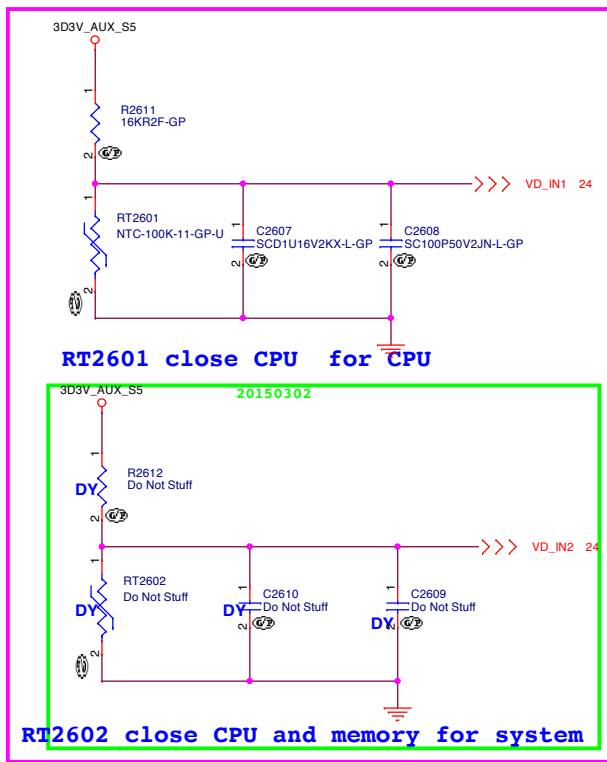 3D3V_AUX_S5
1
R2611
16KR2F-GP
2 G/P
1
VD_IN1 24
RT2601
NTC-100K-11-GP-U
1
C2607
SCD1U16V2KX-L-GP
2 G/P
1
C2608
SC100P50V2JN-L-GP
2 G/P
2
RT2601 close CPU for CPU
20150302
3D3V_AUX_S5
1
R2612
Do Not Stuff
DY
2 G/P
1
VD_IN2 24
RT2602
Do Not Stuff
DY
1
C2610
Do Not Stuff
DY
2 G/P
1
C2609
Do Not Stuff
DY
2 G/P
2
RT2602 close CPU and memory for system